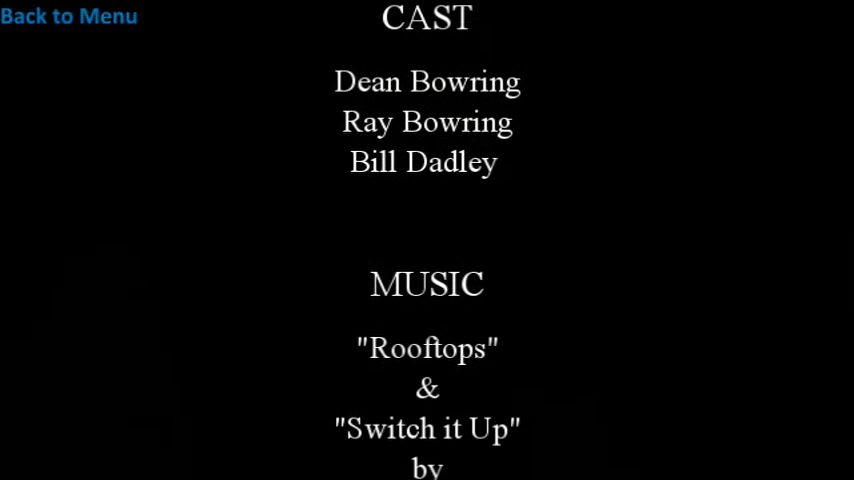 Back to Menu
CAST
Dean Bowring
Ray Bowring
Bill Dadley
MUSIC
"Rooftops"
&
"Switch it Up"
by